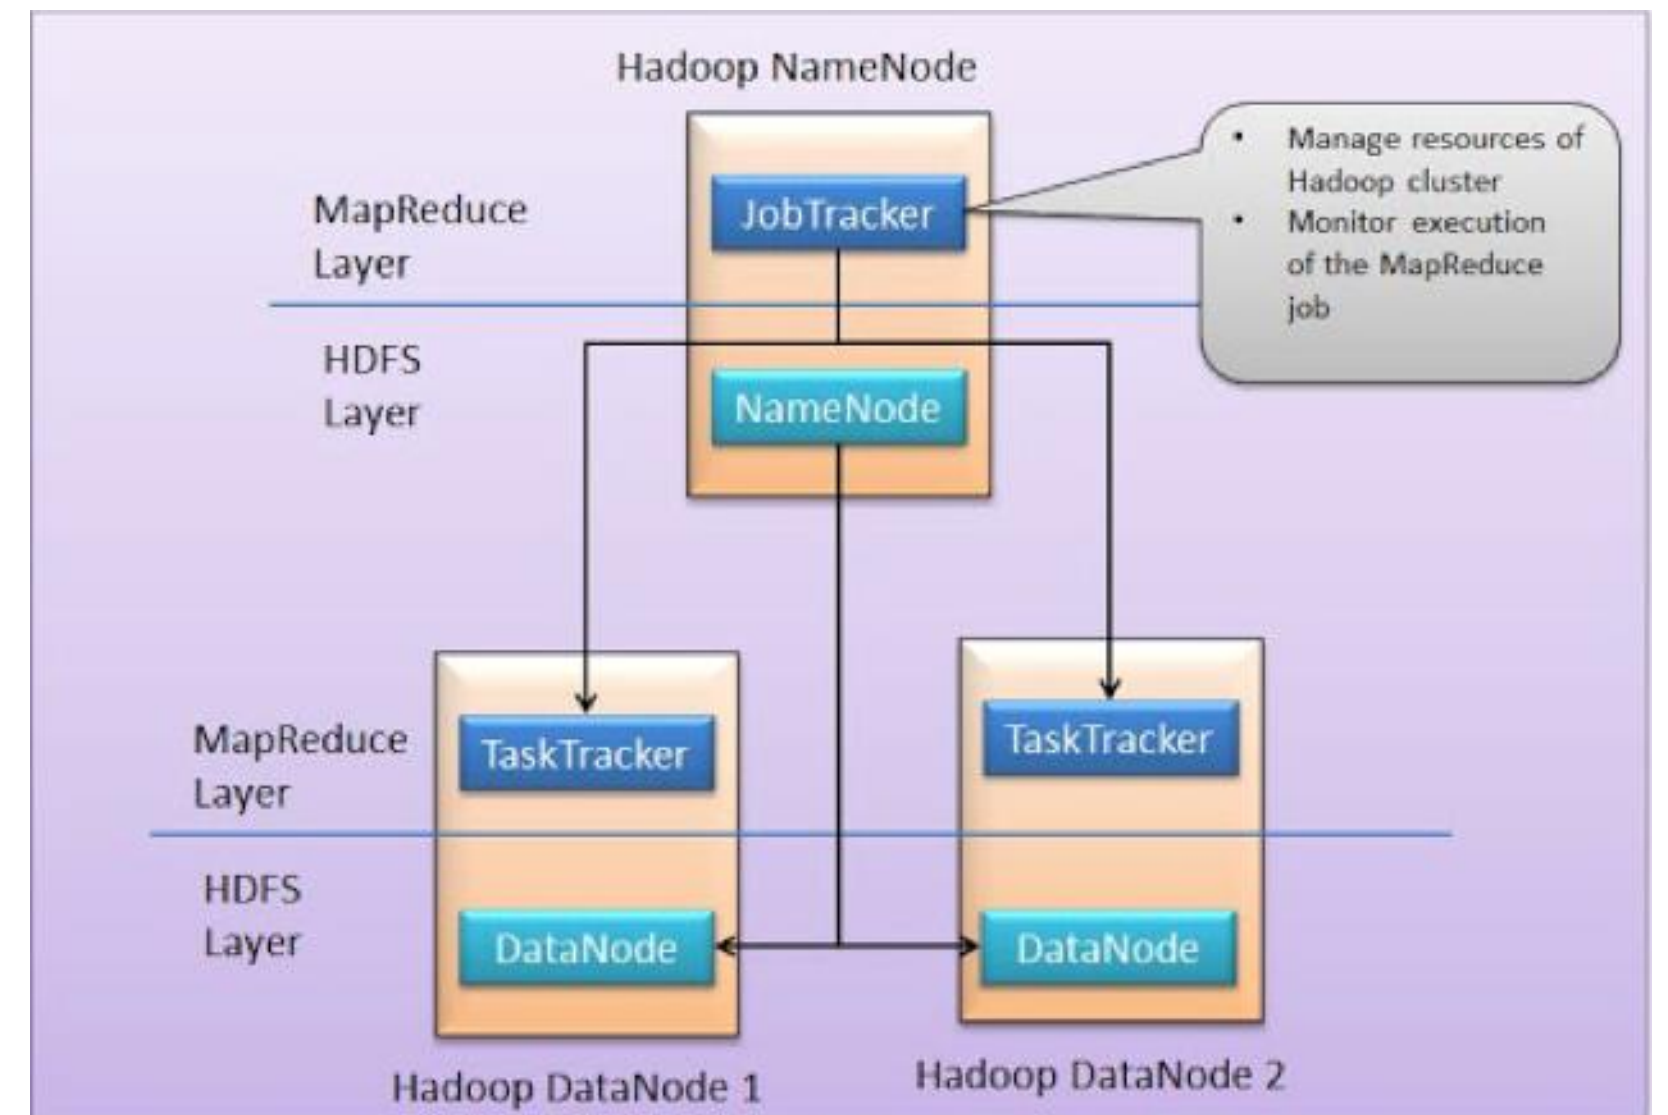 Hadoop NameNode
• Manage resources of
Hadoop cluster
• Monitor execution
of the MapReduce
job
JobTracker
MapReduce
Layer
HDFS
Layer
NameNode
MapReduce
Layer
TaskTracker
TaskTracker
HDFS
Layer
DataNode
DataNode
Hadoop DataNode 1
Hadoop DataNode 2